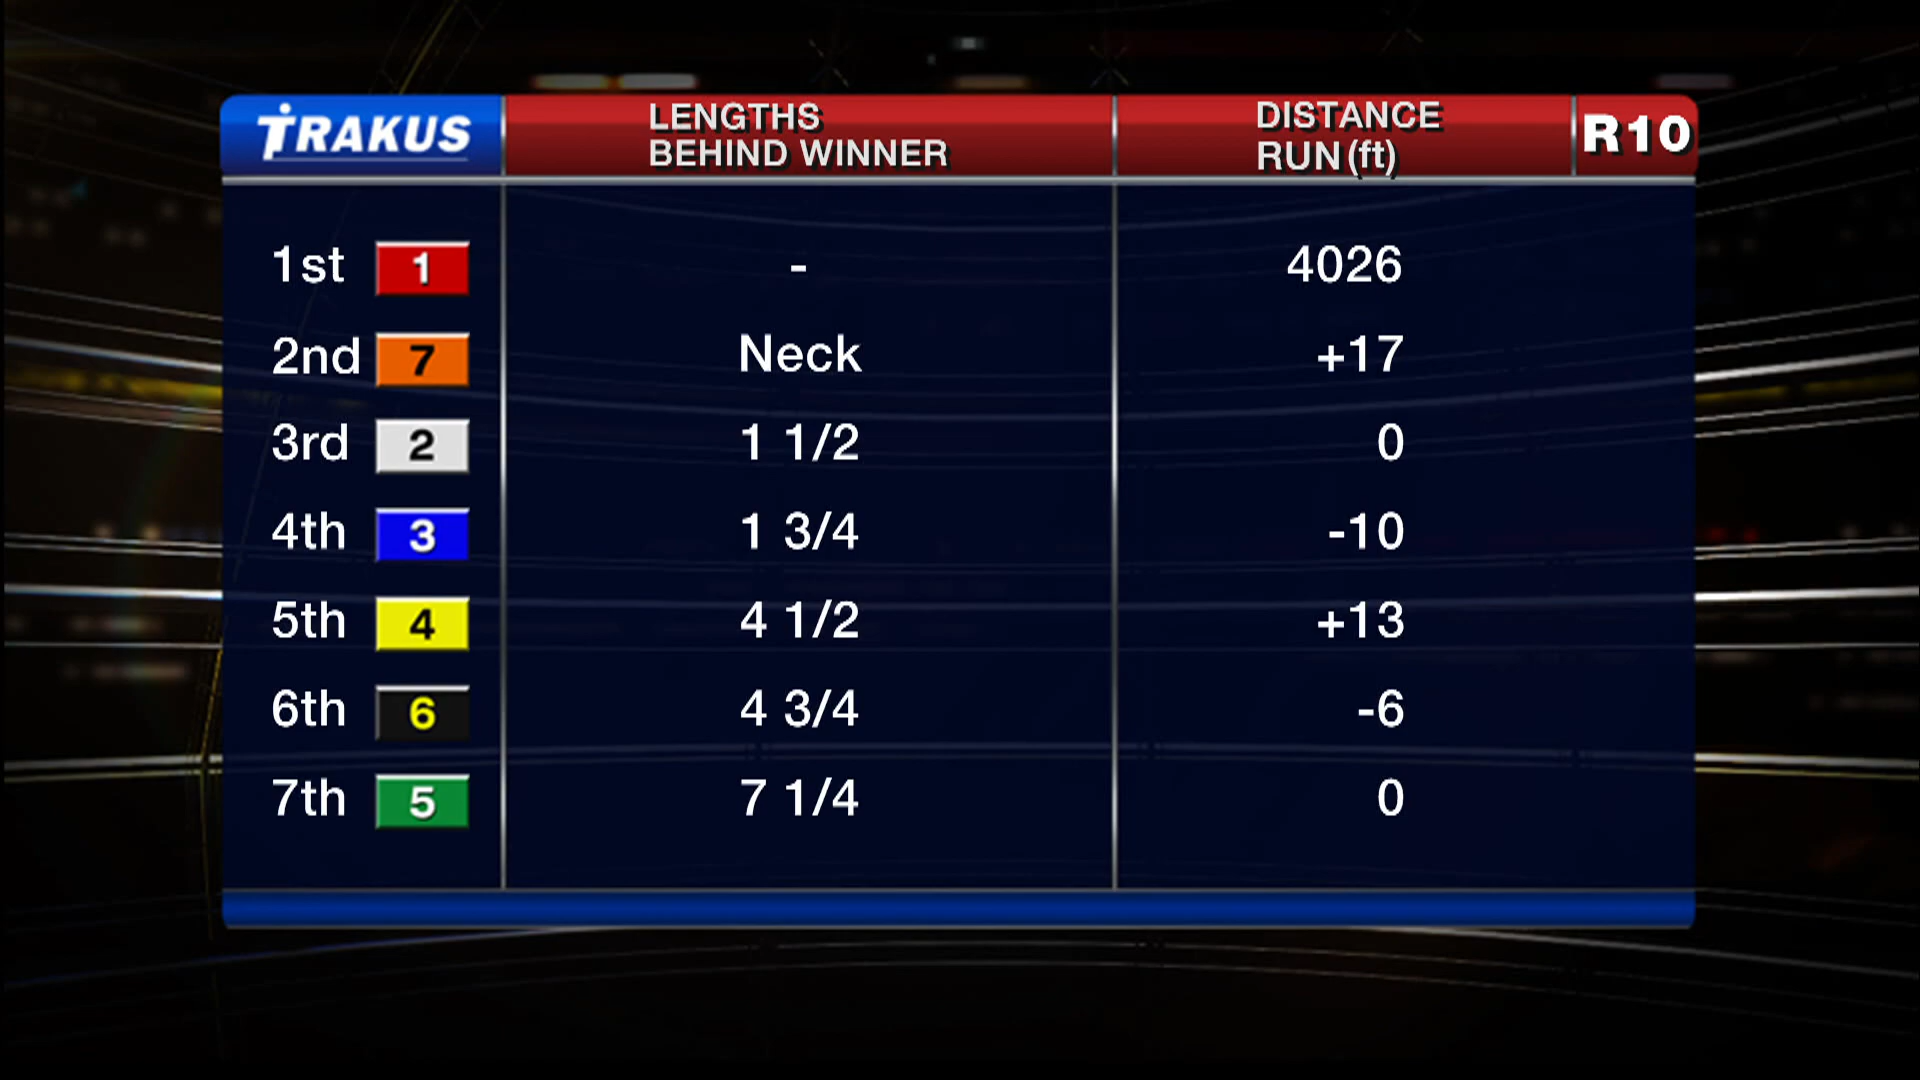 TRAKUS
LENGTHS
BEHIND WINNER
DISTANCE
RUN (ft)
R10
1st 1 - 4026
2nd 7 Neck +17
3rd 2 1 1/2 0
4th 3 1 3/4 -10
5th 4 4 1/2 +13
6th 6 4 3/4 -6
7th 5 7 1/4 0